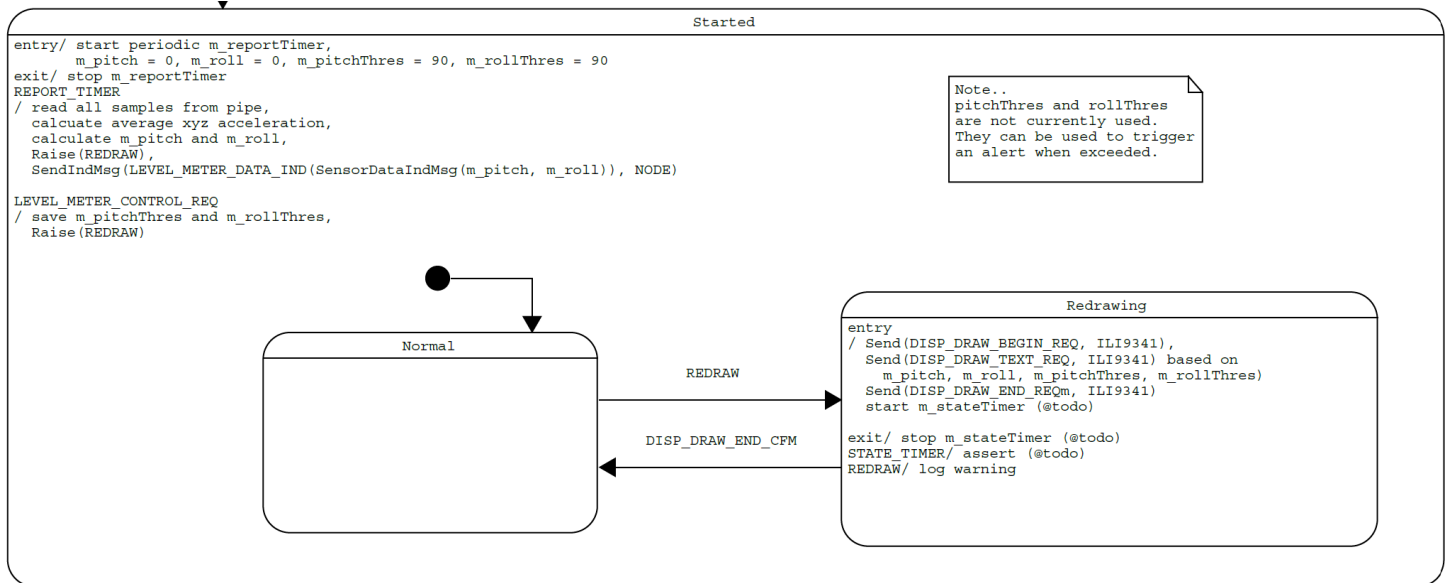 Started
entry/ start periodic m_reportTimer,
m_pitch = 0, m_roll = 0, m_pitchThres = 90, m_rollThres = 90
exit/ stop m_reportTimer
REPORT_TIMER
/ read all samples from pipe,
calcuate average xyz acceleration,
calculate m_pitch and m_roll,
Raise(REDRAW),
SendIndMsg(LEVEL_METER_DATA_IND(SensorDataIndMsg(m_pitch, m_roll)), NODE)
LEVEL_METER_CONTROL_REQ
/ save m_pitchThres and m_rollThres,
Raise(REDRAW)
Note..
pitchThres and rollThres
are not currently used.
They can be used to trigger
an alert when exceeded.
Normal
REDRAW
DISP_DRAW_END_CFM
Redrawing
entry
/ Send(DISP_DRAW_BEGIN_REQ, ILI9341),
Send(DISP_DRAW_TEXT_REQ, ILI9341) based on
m_pitch, m_roll, m_pitchThres, m_rollThres)
Send(DISP_DRAW_END_REQm, ILI9341)
start m_stateTimer (@todo)
exit/ stop m_stateTimer (@todo)
STATE_TIMER/ assert (@todo)
REDRAW/ log warning